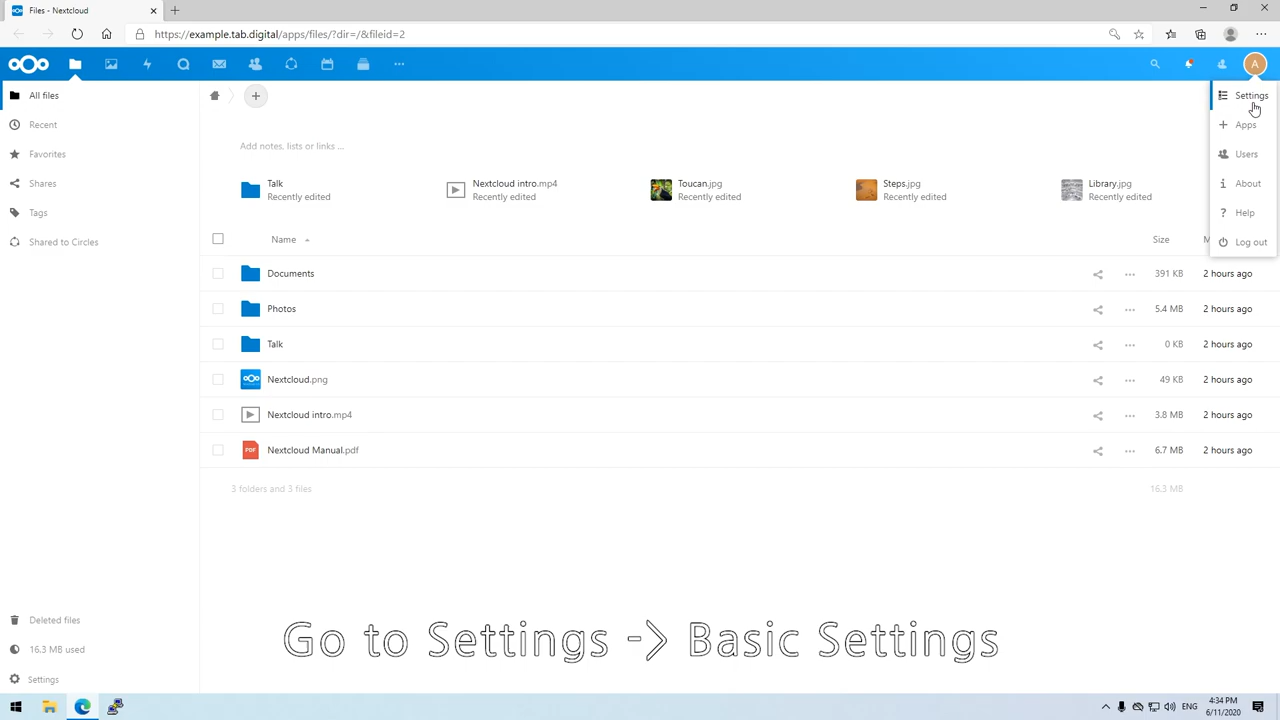 Files - Nextcloud
https://example.tab.digital/apps/files/?dir=/&fileid=2
A
All files
Recent
Favorites
Shares
Tags
Shared to Circles
Settings
Apps
Users
About
Help
Log out
Add notes, lists or links ...
Talk
Recently edited
Nextcloud intro.mp4
Recently edited
Toucan.jpg
Recently edited
Steps.jpg
Recently edited
Library.jpg
Recently edited
Name
Size
M
Documents
391 KB
2 hours ago
Photos
5.4 MB
2 hours ago
Talk
0 KB
2 hours ago
Nextcloud.png
49 KB
2 hours ago
Nextcloud intro.mp4
3.8 MB
2 hours ago
PDF
Nextcloud Manual.pdf
6.7 MB
2 hours ago
3 folders and 3 files
16.3 MB
Deleted files
16.3 MB used
Settings
Go to Settings -> Basic Settings
ENG
4:34 PM
6/11/2020